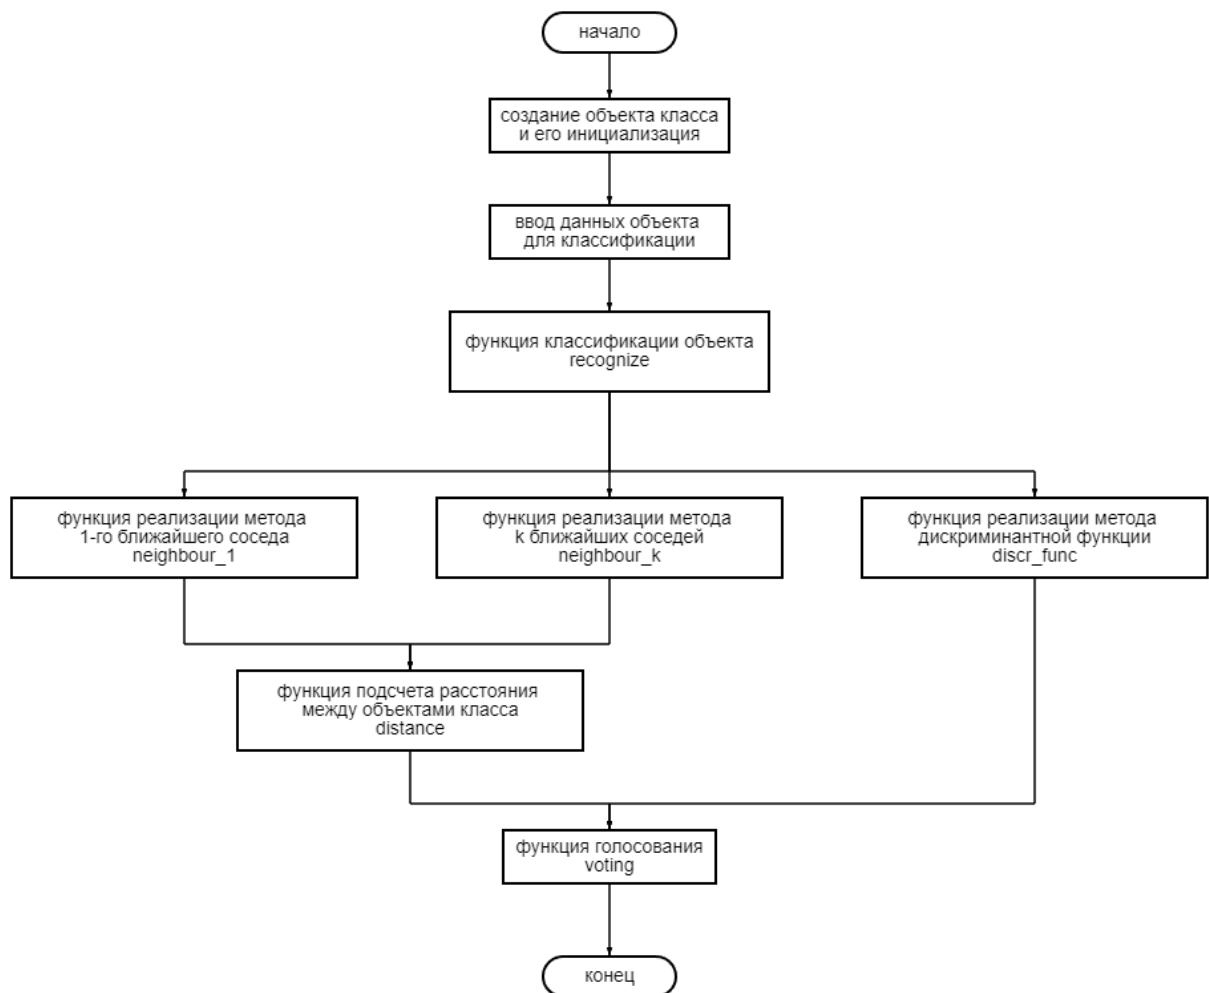 начало
создание объекта класса
и его инициализация
ввод данных объекта
для классификации
функция классификации объекта
recognize
функция реализации метода
1-го ближайшего соседа
neighbour_1
функция реализации метода
k ближайших соседей
neighbour_k
функция реализации метода
дискриминантной функции
discr_func
функция подсчета расстояния
между объектами класса
distance
функция голосования
voting
конец